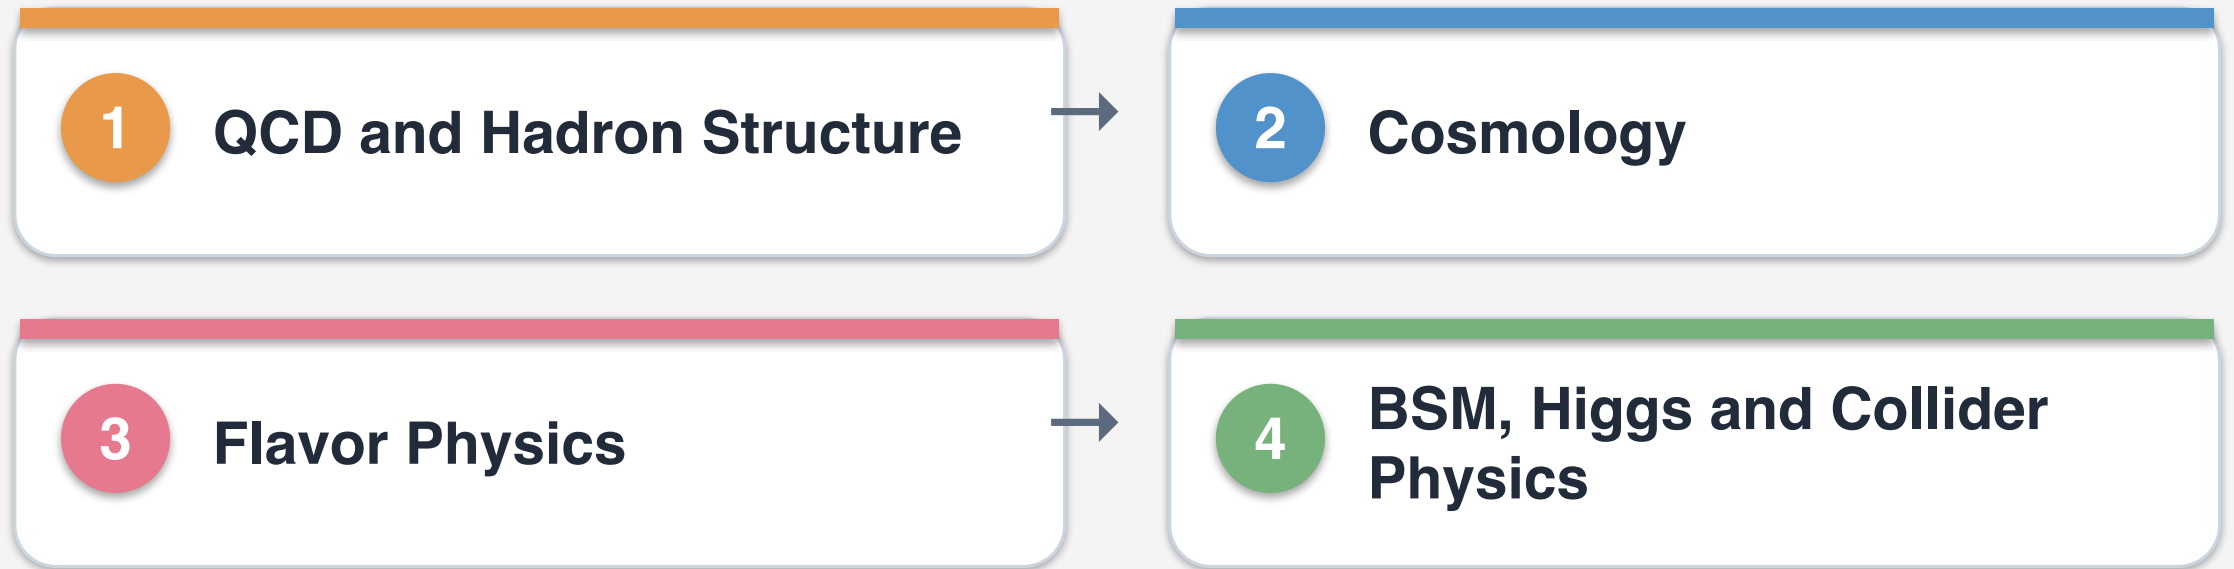 1
QCD and Hadron Structure
2
Cosmology
3
Flavor Physics
4
BSM, Higgs and Collider
Physics